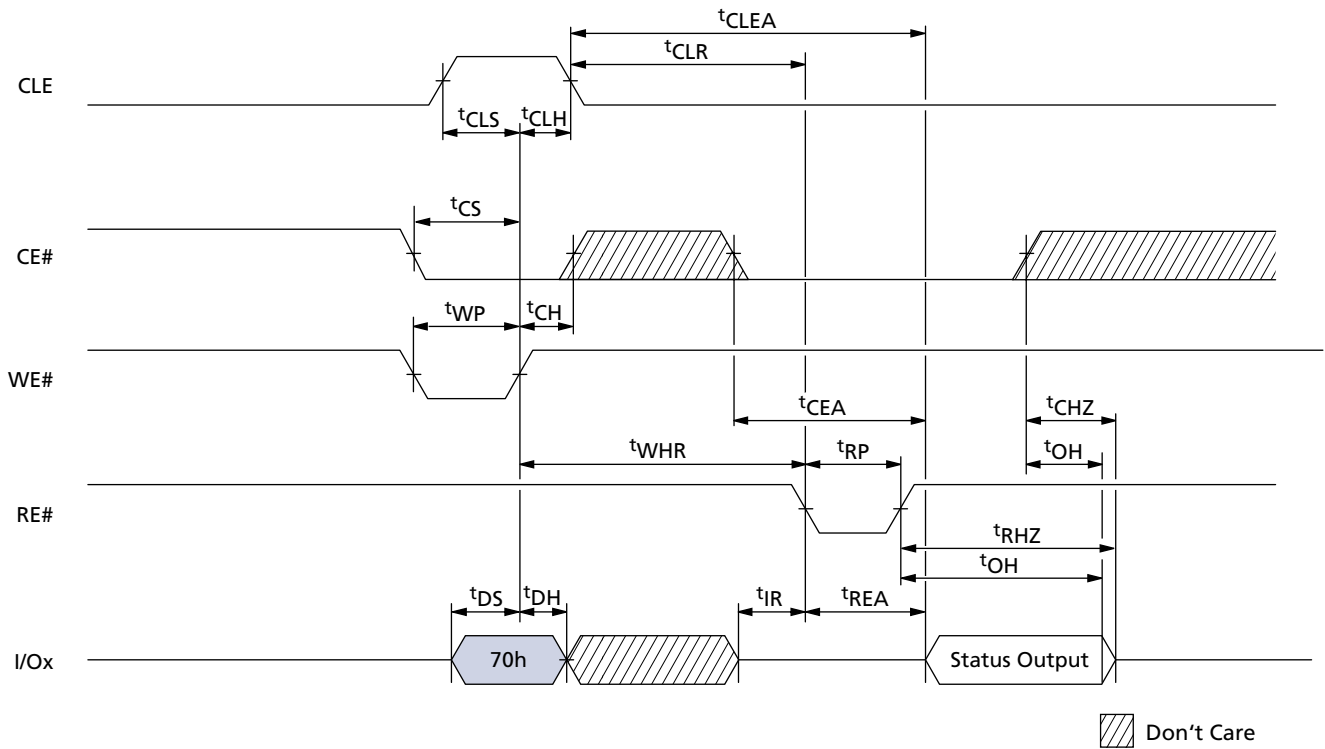 tCLEA
tCLR
CLE
tCLS tCLH
tCS
CE#
tWP tCH
WE#
tCEA tCHZ
tWHR tRP tOH
RE#
tRHZ
tOH
tDS tDH tIR tREA
I/Ox 70h Status Output
Don't Care